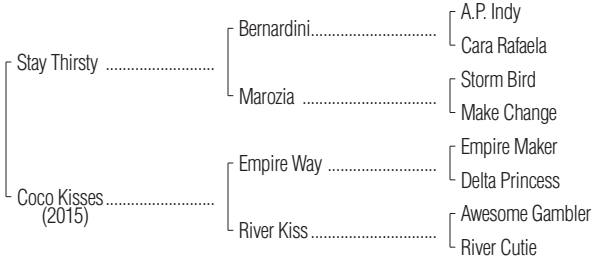 A.P. Indy
Bernardini
Cara Rafaela
Stay Thirsty
Storm Bird
Marozia
Make Change
Empire Maker
Empire Way
Delta Princess
Coco Kisses
(2015)
Awesome Gambler
River Kiss
River Cutie